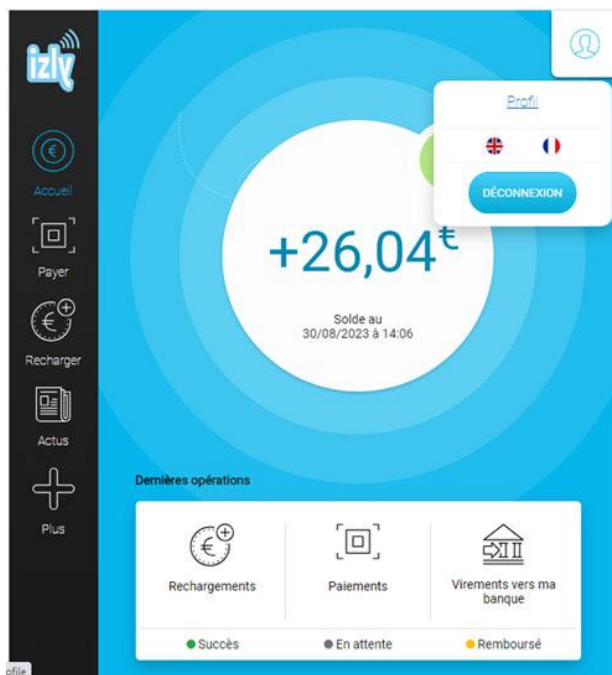 izly
Profil
DÉCONNEXION
Accueil
Payer
Recharger
Actus
Plus
+26,04€
Solde au
30/08/2023 à 14:06
Dernières opérations
Rechargements
Paiements
Virements vers ma
banque
Succès
En attente
Remboursé
ofile